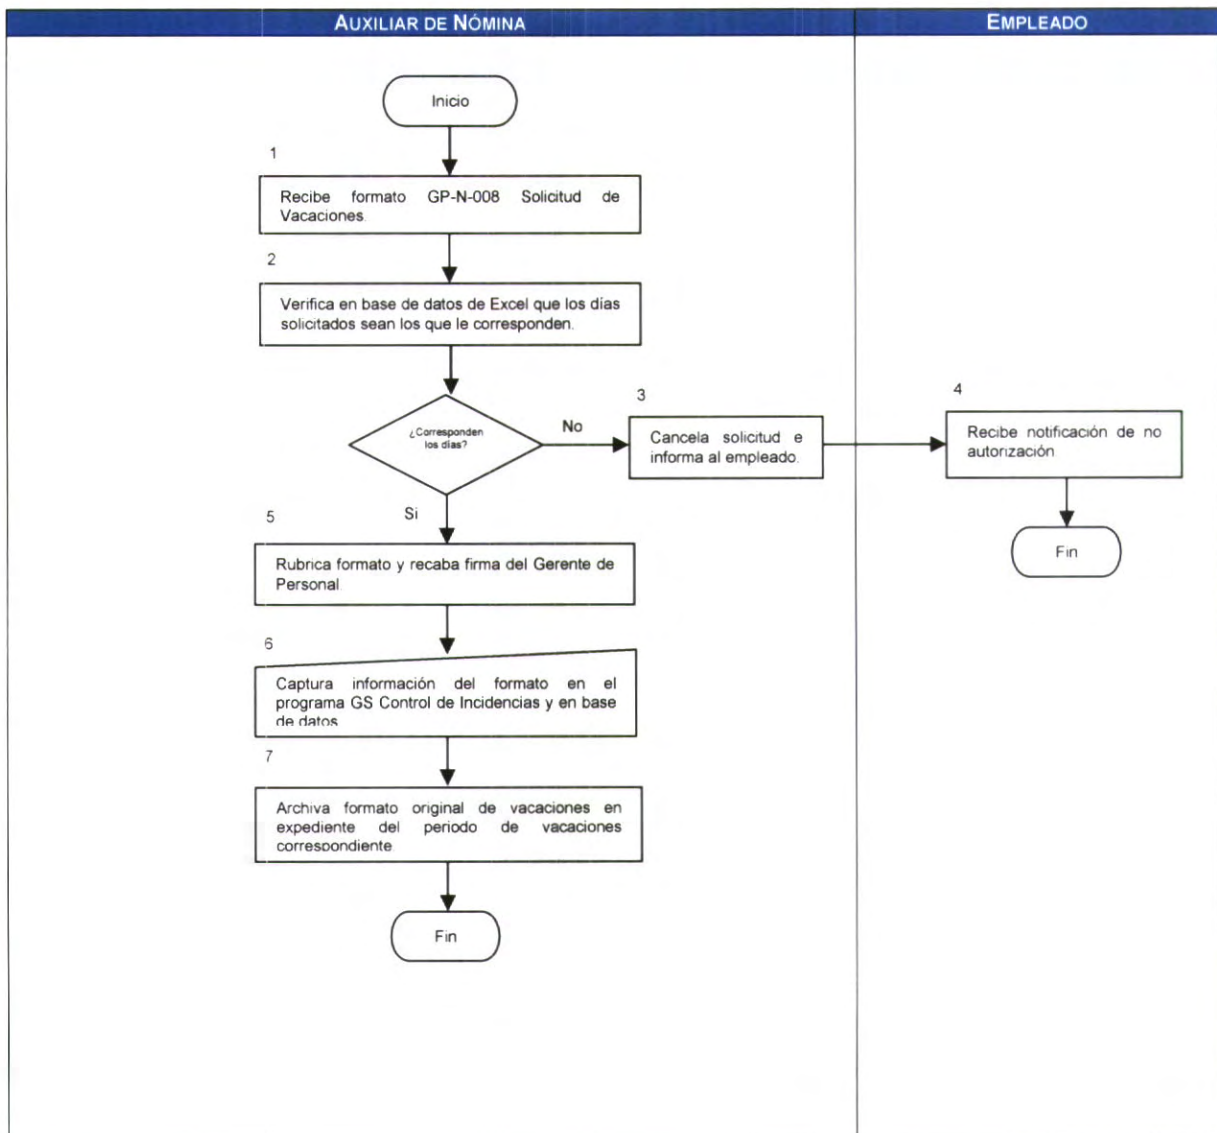 AUXILIAR DE NÓMINA
EMPLEADO
Inicio
1
Recibe formato GP-N-008 Solicitud de
Vacaciones.
2
Verifica en base de datos de Excel que los días
solicitados sean los que le corresponden.
¿Corresponden
los días?
No
3
Cancela solicitud e
informa al empleado.
4
Recibe notificación de no
autorización
Fin
Si
5
Rubrica formato y recaba firma del Gerente de
Personal
6
Captura información del formato en el
programa GS Control de Incidencias y en base
de datos
7
Archiva formato original de vacaciones en
expediente del periodo de vacaciones
correspondiente
Fin